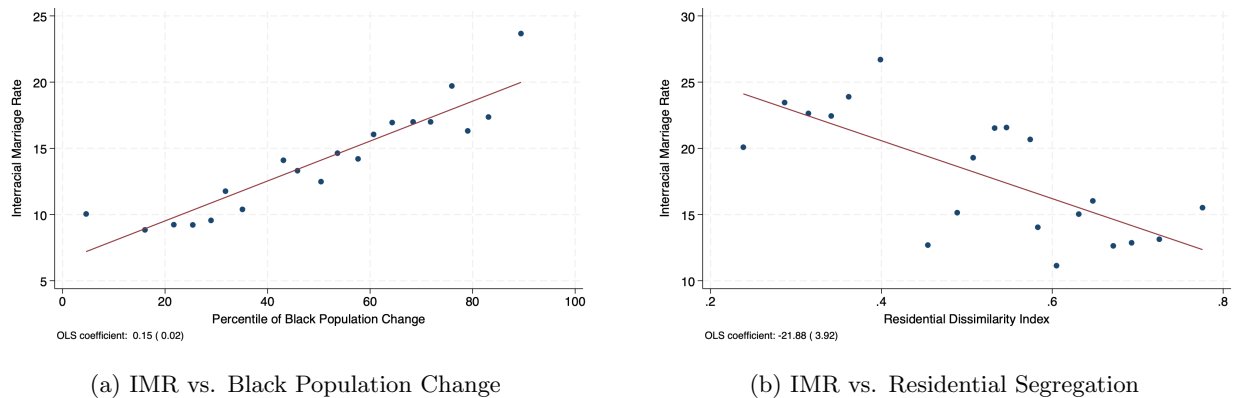 25
20
15
10
5
Interracial Marriage Rate
0 20 40 60 80 100
Percentile of Black Population Change
OLS coefficient: 0.15 ( 0.02)
(a) IMR vs. Black Population Change
30
25
20
15
10
Interracial Marriage Rate
.2 .4 .6 .8
Residential Dissimilarity Index
OLS coefficient: -21.88 ( 3.92)
(b) IMR vs. Residential Segregation